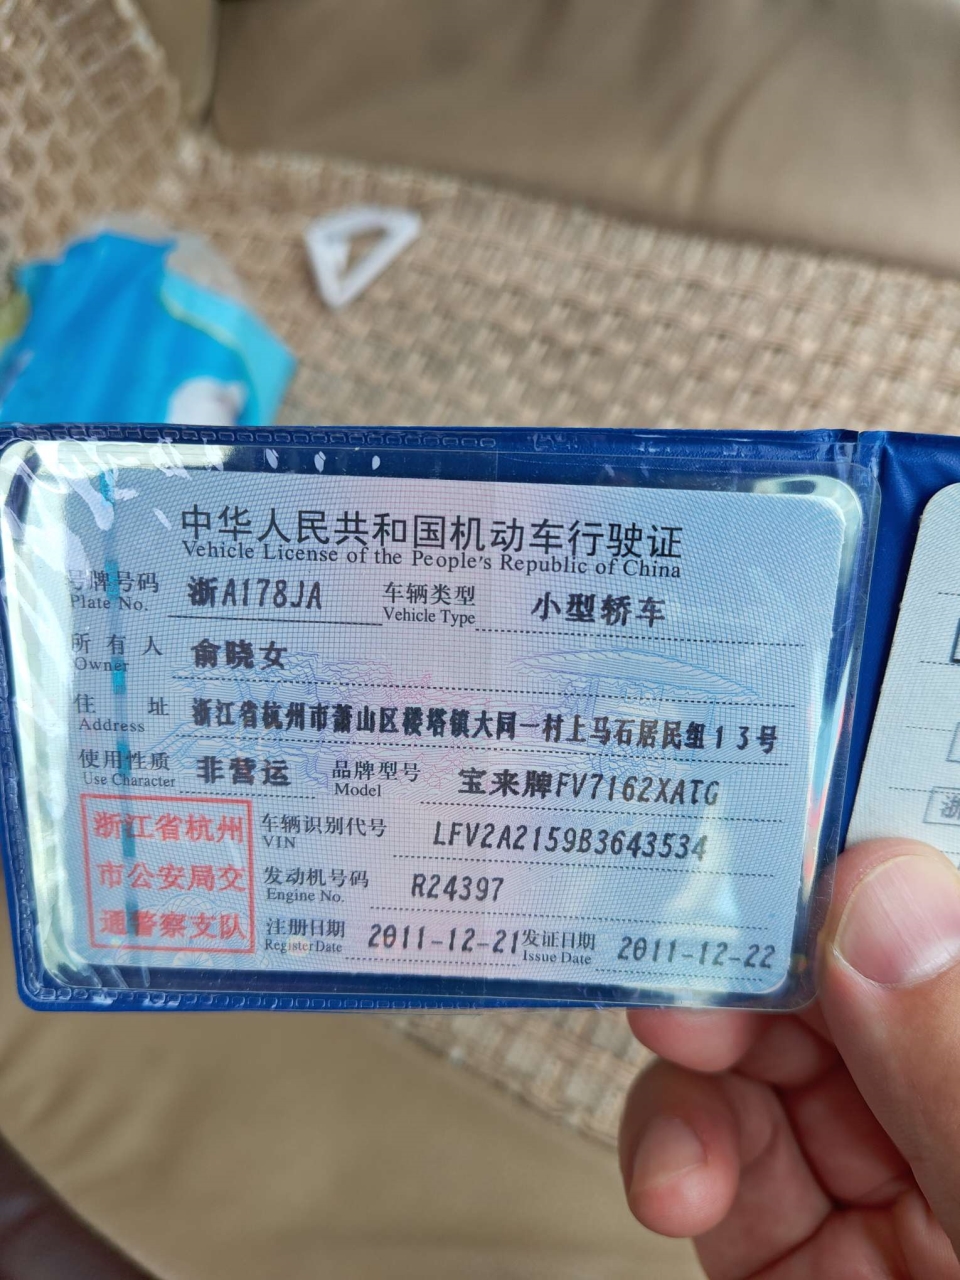 中华人民共和国机动车行驶证
Vehicle License of the People's Republic of China
号牌号码 浙A178JA 车辆类型 小型轿车
Plate No. Vehicle Type
所有人 俞晓女
Owner
住址 浙江省杭州市萧山区楼塔镇大同一村上马石居民组13号
Address
使用性质 非营运 品牌型号 宝来牌FV7162XATG
Use Character Model
浙江省杭州
市公安局交
通警察支队
车辆识别代号 LFV2A2159B3643534
VIN
发动机号码 R24397
Engine No.
注册日期 2011-12-21 发证日期 2011-12-22
Register Date Issue Date